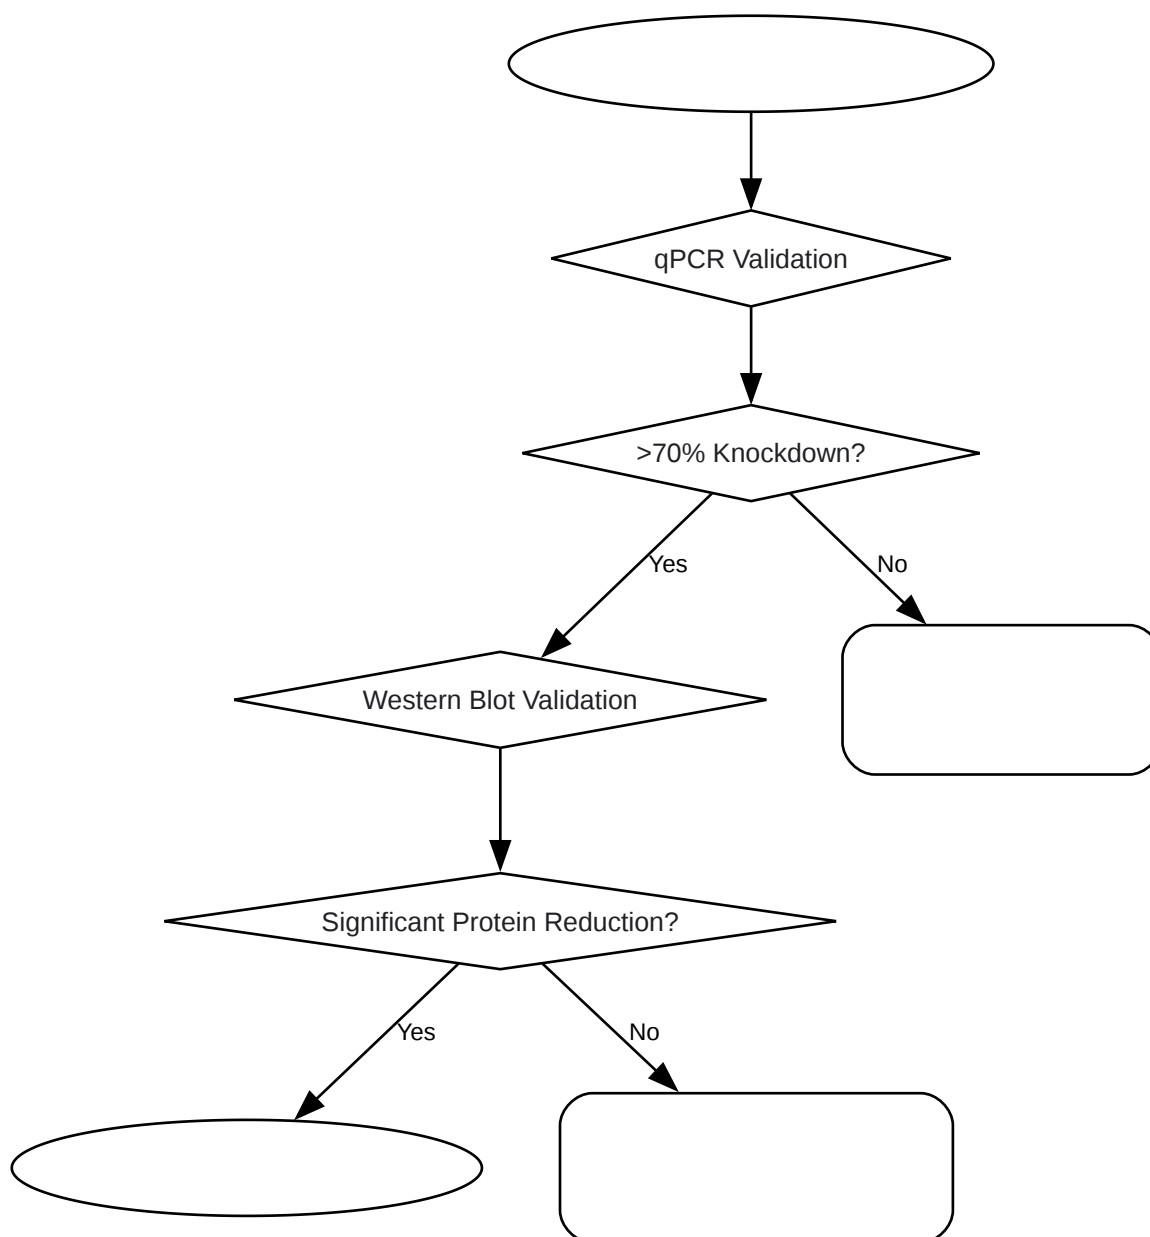 qPCR Validation
>70% Knockdown?
Yes
No
Western Blot Validation
Significant Protein Reduction?
Yes
No